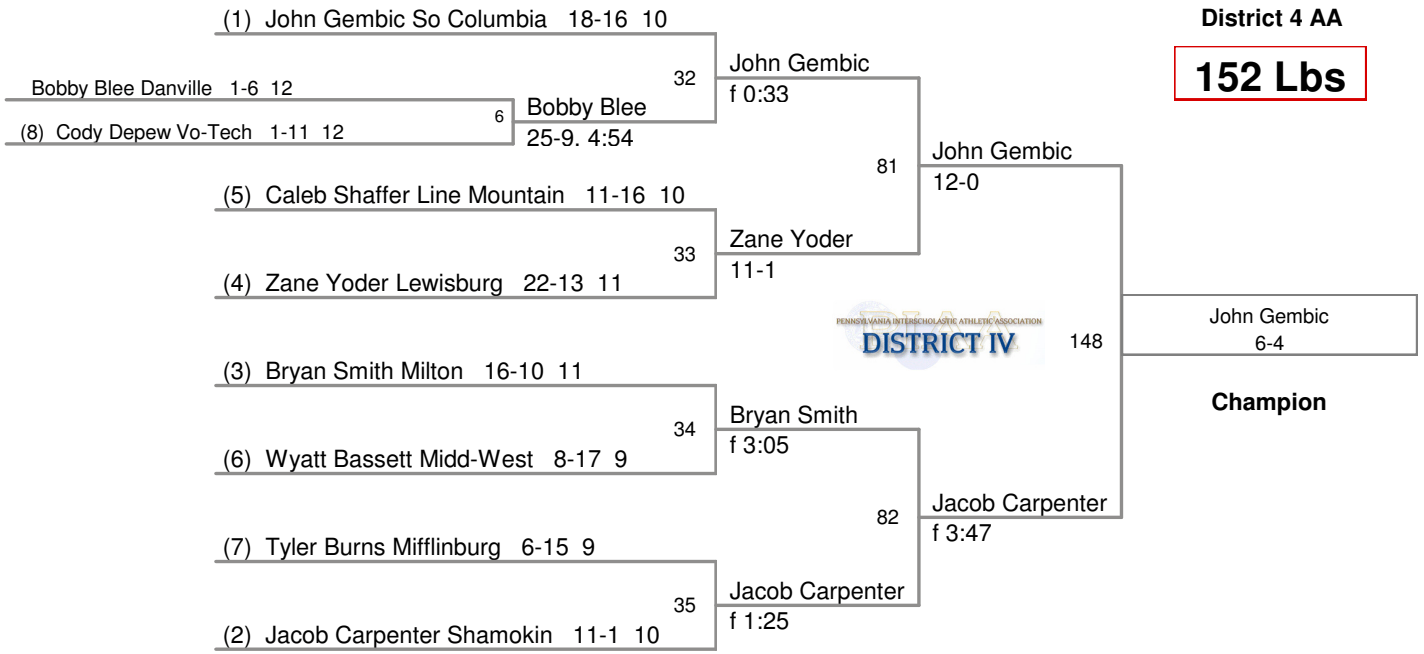 (1) John Gembic So Columbia 18-16 10
District 4 AA
152 Lbs
John Gembic
32
f 0:33
Bobby Blee Danville 1-6 12
6
Bobby Blee
(8) Cody Depew Vo-Tech 1-11 12
25-9. 4:54
John Gembic
81
12-0
(5) Caleb Shaffer Line Mountain 11-16 10
Zane Yoder
33
11-1
(4) Zane Yoder Lewisburg 22-13 11
PENNSYLVANIA INTERSCHOLASTIC ATHLETIC ASSOCIATION
PIAA
DISTRICT IV
148
John Gembic
6-4
(3) Bryan Smith Milton 16-10 11
Champion
Bryan Smith
34
f 3:05
(6) Wyatt Bassett Midd-West 8-17 9
Jacob Carpenter
82
f 3:47
(7) Tyler Burns Mifflinburg 6-15 9
Jacob Carpenter
35
f 1:25
(2) Jacob Carpenter Shamokin 11-1 10